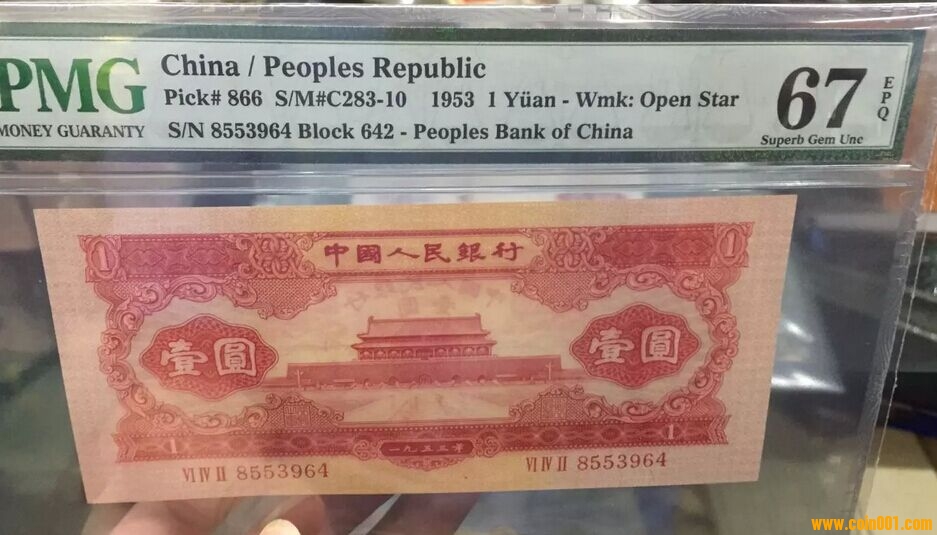 PMG
MONEY GUARANTY
China / Peoples Republic
Pick# 866 S/M#C283-10 1953 1 Yüan - Wmk: Open Star
S/N 8553964 Block 642 - Peoples Bank of China
67
EPQ
Superb Gem Unc
1
中國人民銀行
1
壹圓
壹圓
1
一九五三年
1
VI IV II 8553964
VI IV II 8553964
www.coin001.com